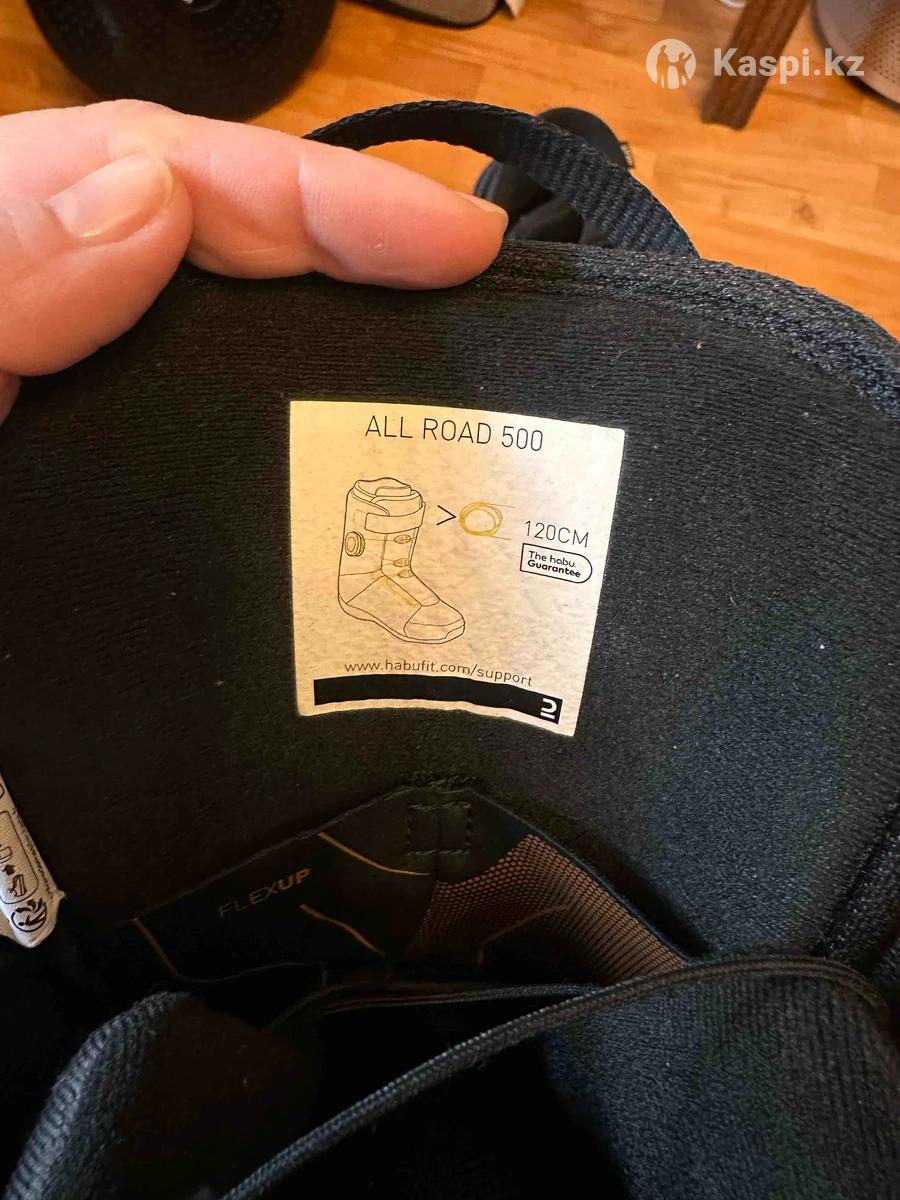 Kaspi.kz
ALL ROAD 500
>
120CM
The habu.
Guarantee
www.habufit.com/support
FLEXUP